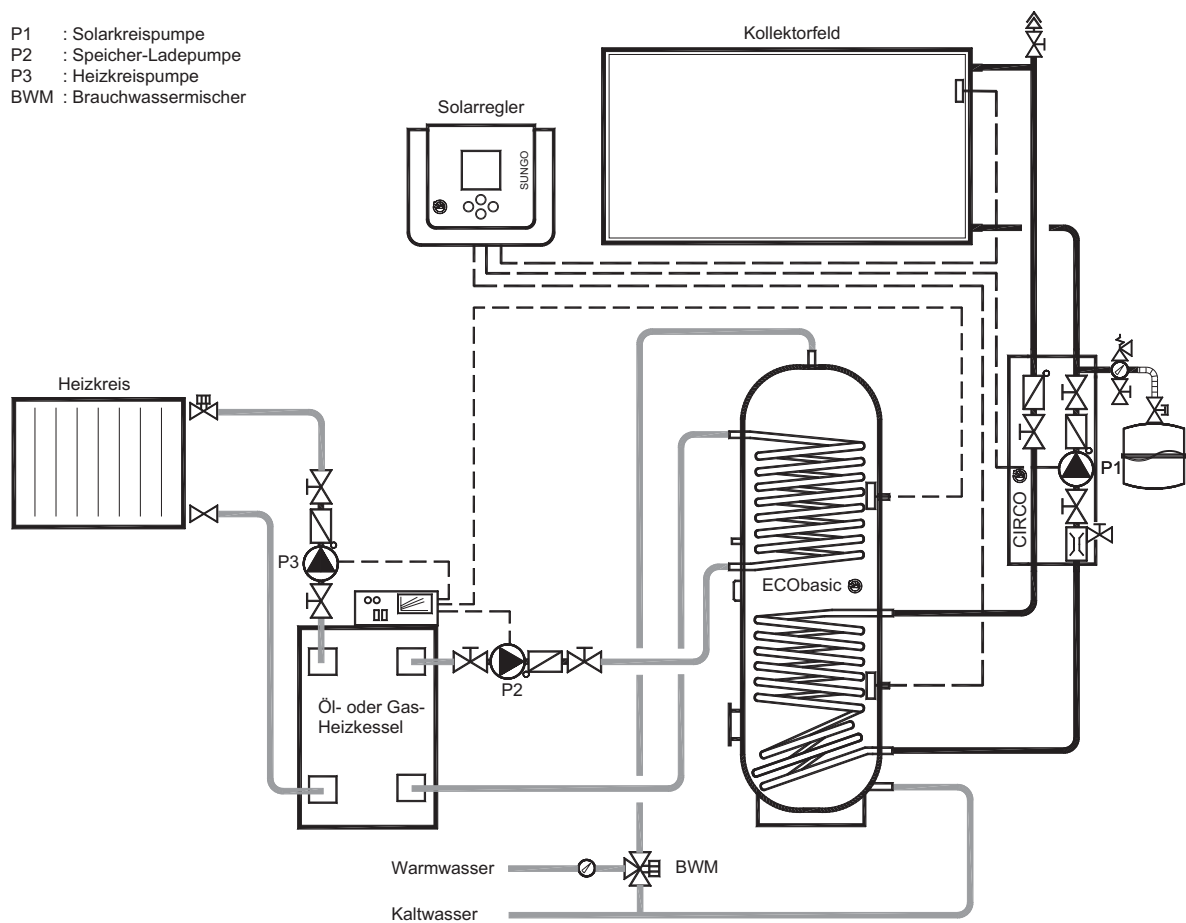 P1 : Solarkreispumpe
P2 : Speicher-Ladepumpe
P3 : Heizkreispumpe
BWM : Brauchwassermischer
Kollektorfeld
Solarregler
SUNGO
Heizkreis
P1
CIRCO
P3
ECObasic
P2
Öl- oder Gas-
Heizkessel
Warmwasser
BWM
Kaltwasser